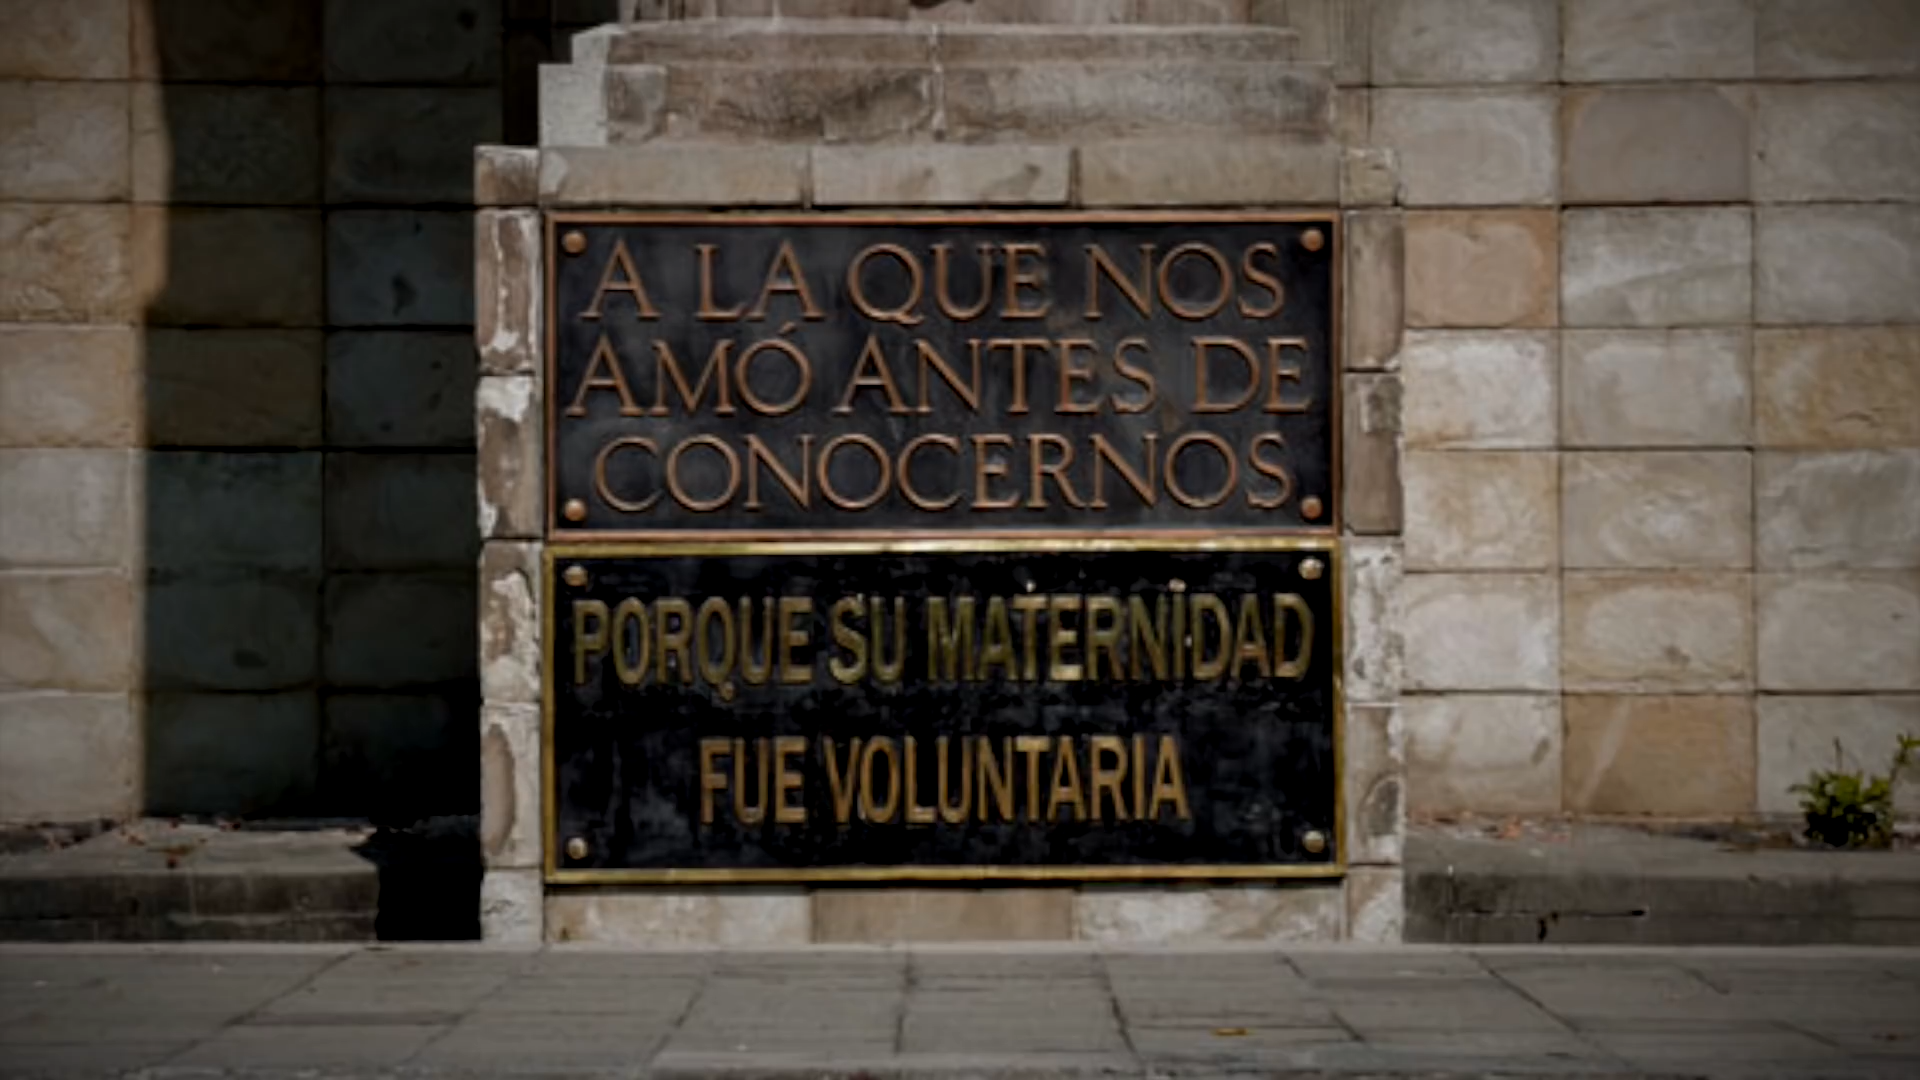 A LA QUE NOS
AMÓ ANTES DE
CONOCERNOS
PORQUE SU MATERNIDAD
FUE VOLUNTARIA